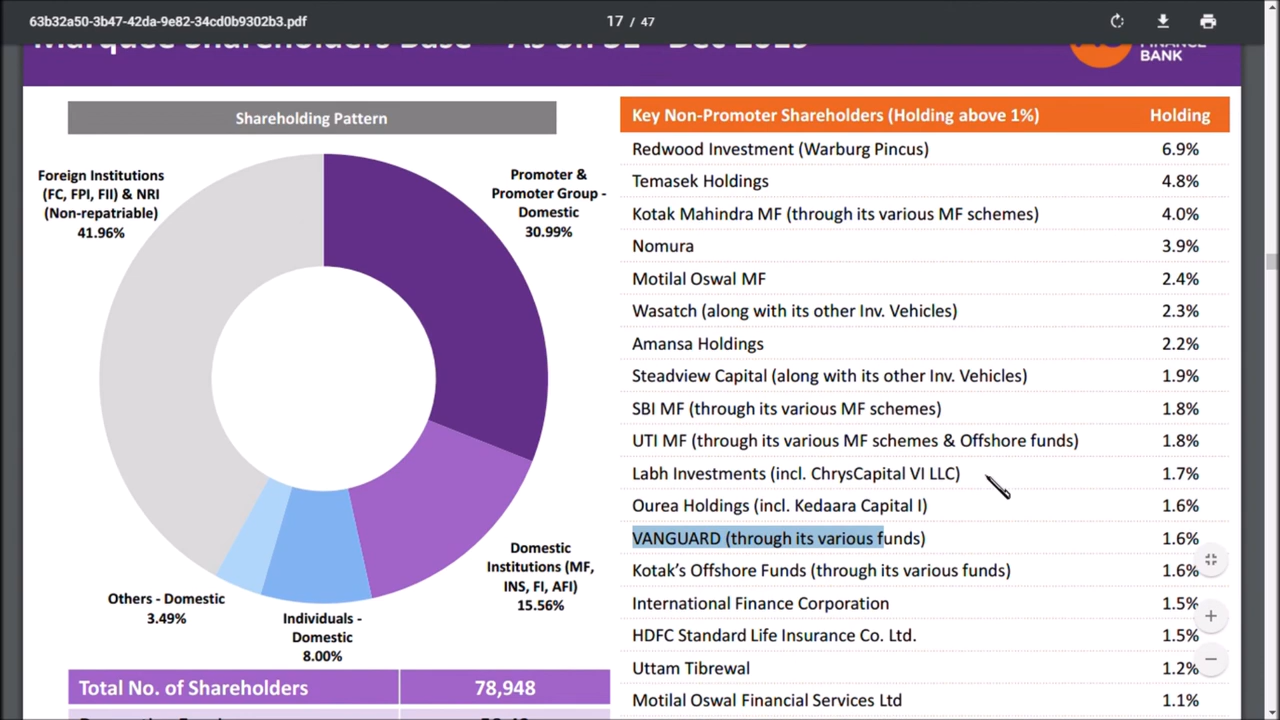 63b32a50-3b47-42da-9e82-34cd0b9302b3.pdf
17 / 47
Marquee Shareholders Base - As on 31st Dec 2019
FINANCE
BANK
Shareholding Pattern
Foreign Institutions
(FC, FPI, FII) & NRI
(Non-repatriable)
41.96%
Promoter &
Promoter Group -
Domestic
30.99%
Domestic
Institutions (MF,
INS, FI, AFI)
15.56%
Others - Domestic
3.49%
Individuals -
Domestic
8.00%
Total No. of Shareholders 78,948
Key Non-Promoter Shareholders (Holding above 1%) Holding
Redwood Investment (Warburg Pincus) 6.9%
Temasek Holdings 4.8%
Kotak Mahindra MF (through its various MF schemes) 4.0%
Nomura 3.9%
Motilal Oswal MF 2.4%
Wasatch (along with its other Inv. Vehicles) 2.3%
Amansa Holdings 2.2%
Steadview Capital (along with its other Inv. Vehicles) 1.9%
SBI MF (through its various MF schemes) 1.8%
UTI MF (through its various MF schemes & Offshore funds) 1.8%
Labh Investments (incl. ChrysCapital VI LLC) 1.7%
Ourea Holdings (incl. Kedaara Capital I) 1.6%
VANGUARD (through its various funds) 1.6%
Kotak's Offshore Funds (through its various funds) 1.6%
International Finance Corporation 1.5%
HDFC Standard Life Insurance Co. Ltd. 1.5%
Uttam Tibrewal 1.2%
Motilal Oswal Financial Services Ltd 1.1%